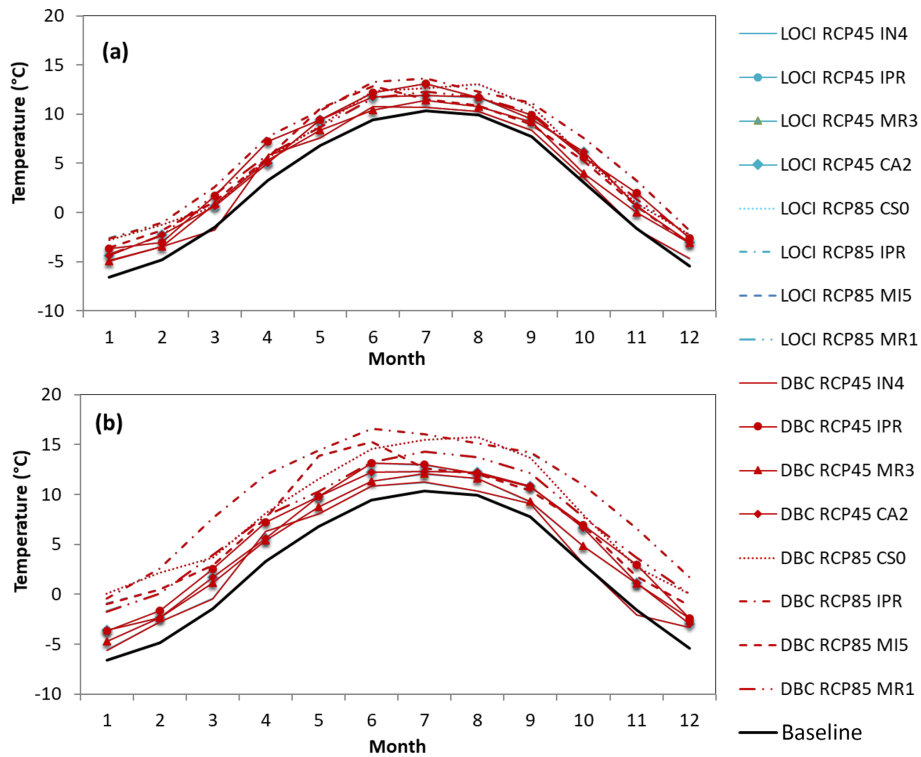 20
15
10
5
0
-5
-10
Temperature (°C)
(a)
1 2 3 4 5 6 7 8 9 10 11 12
Month
20
15
10
5
0
-5
-10
Temperature (°C)
(b)
1 2 3 4 5 6 7 8 9 10 11 12
Month
LOCI RCP45 IN4
LOCI RCP45 IPR
LOCI RCP45 MR3
LOCI RCP45 CA2
LOCI RCP85 CS0
LOCI RCP85 IPR
LOCI RCP85 MI5
LOCI RCP85 MR1
DBC RCP45 IN4
DBC RCP45 IPR
DBC RCP45 MR3
DBC RCP45 CA2
DBC RCP85 CS0
DBC RCP85 IPR
DBC RCP85 MI5
DBC RCP85 MR1
Baseline